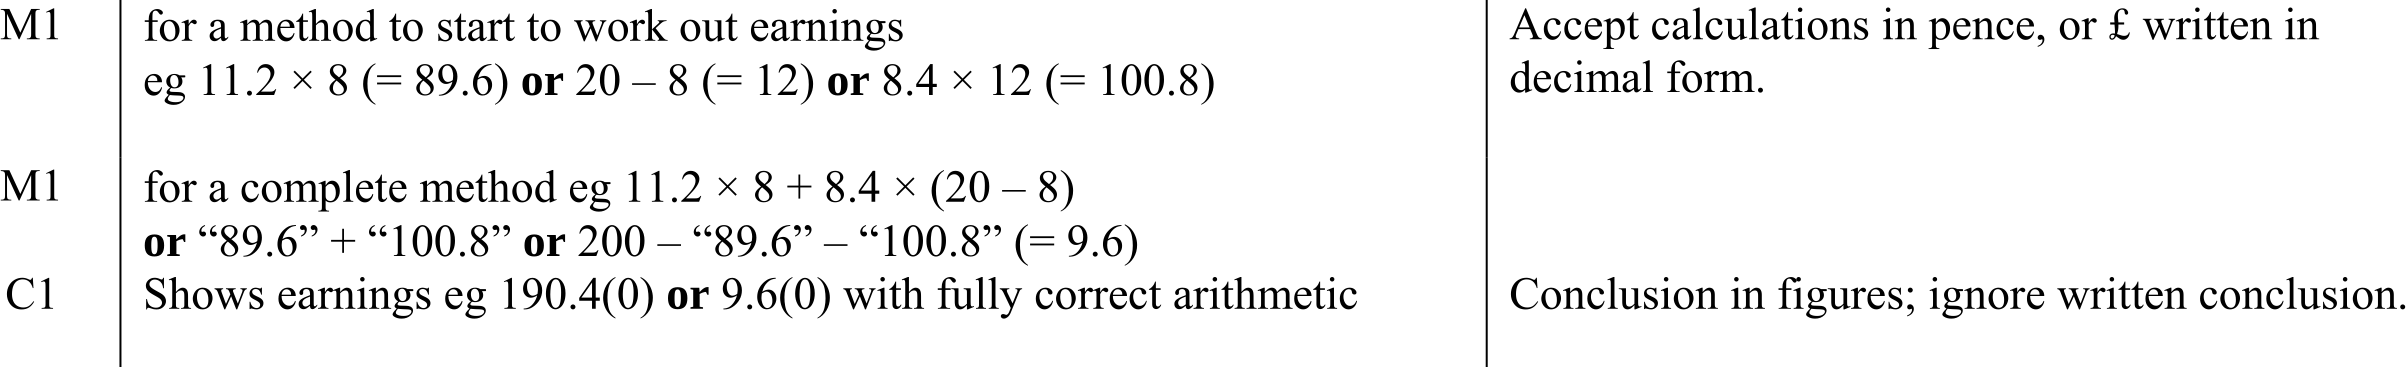 M1 for a method to start to work out earnings Accept calculations in pence, or £ written in
eg 11.2 × 8 (= 89.6) or 20 – 8 (= 12) or 8.4 × 12 (= 100.8) decimal form.
M1 for a complete method eg 11.2 × 8 + 8.4 × (20 – 8)
or “89.6” + “100.8” or 200 – “89.6” – “100.8” (= 9.6)
C1 Shows earnings eg 190.4(0) or 9.6(0) with fully correct arithmetic Conclusion in figures; ignore written conclusion.